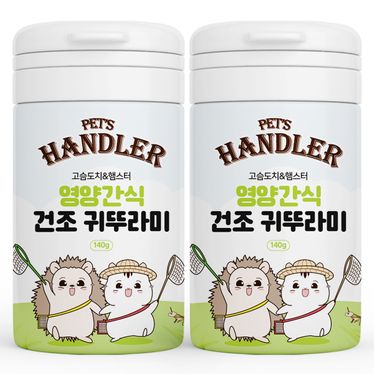 PET'S
HANDLER
고슴도치&햄스터
영양간식
건조 귀뚜라미
140g
PET'S
HANDLER
고슴도치&햄스터
영양간식
건조 귀뚜라미
140g